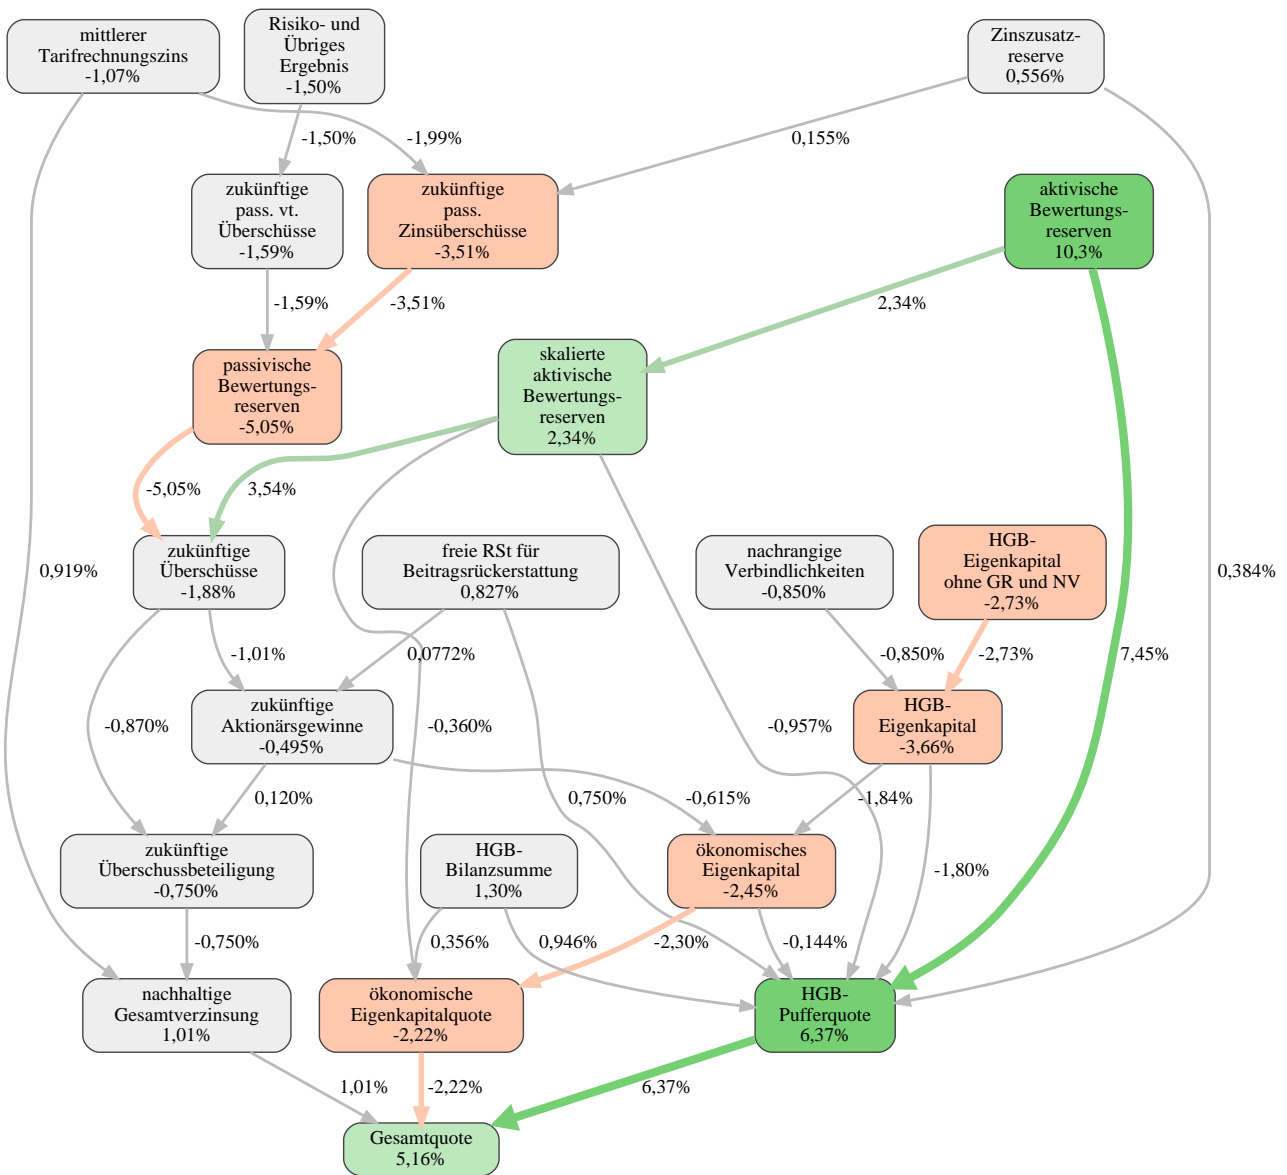 mittlerer
Tarifrechnungszins
-1,07%
Risiko- und
Übriges
Ergebnis
-1,50%
Zinszusatz-
reserve
0,556%
-1,50%
-1,99%
0,155%
zukünftige
pass. vt.
Überschüsse
-1,59%
zukünftige
pass.
Zinsüberschüsse
-3,51%
aktivische
Bewertungs-
reserven
10,3%
-1,59%
-3,51%
2,34%
passivische
Bewertungs-
reserven
-5,05%
skalierte
aktivische
Bewertungs-
reserven
2,34%
-5,05%
3,54%
zukünftige
Überschüsse
-1,88%
freie RSt für
Beitragsrückerstattung
0,827%
nachrangige
Verbindlichkeiten
-0,850%
HGB-
Eigenkapital
ohne GR und NV
-2,73%
0,919%
0,384%
-1,01%
0,0772%
-0,850%
-2,73%
7,45%
zukünftige
Aktionärsgewinne
-0,495%
HGB-
Eigenkapital
-3,66%
-0,870%
-0,360%
-0,957%
0,120%
0,750%
-0,615%
-1,84%
zukünftige
Überschussbeteiligung
-0,750%
HGB-
Bilanzsumme
1,30%
ökonomisches
Eigenkapital
-2,45%
-1,80%
-0,750%
0,356%
0,946%
-2,30%
-0,144%
nachhaltige
Gesamtverzinsung
1,01%
ökonomische
Eigenkapitalquote
-2,22%
HGB-
Pufferquote
6,37%
1,01%
-2,22%
6,37%
Gesamtquote
5,16%